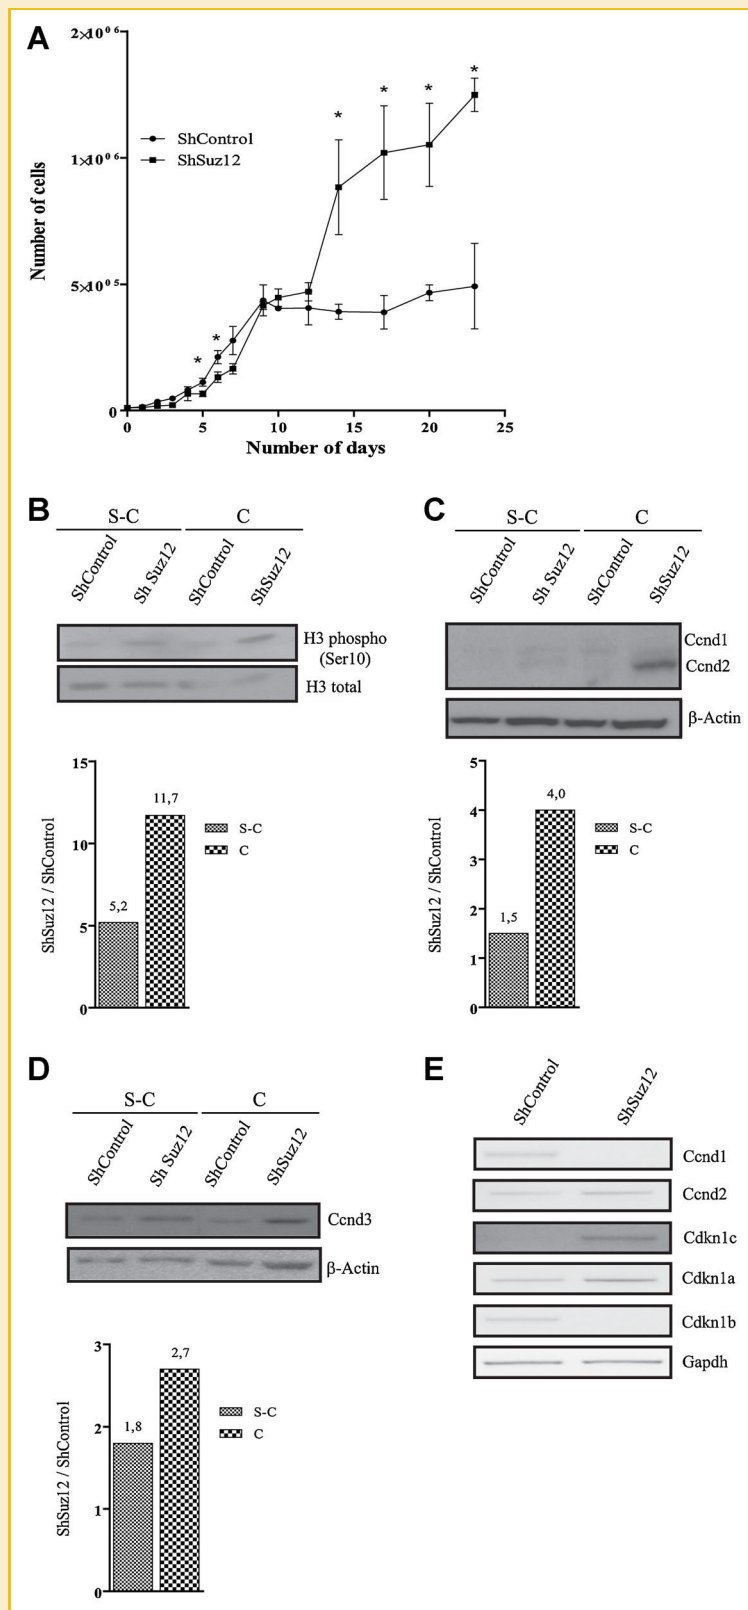 A
2×10⁰⁶
1×10⁰⁶
5×10⁰⁵
0
Number of cells
ShControl
ShSuz12
*
*
*
*
*
*
0 5 10 15 20 25
Number of days
B
S-C C
ShControl Sh Suz12 ShControl ShSuz12
H3 phospho
(Ser10)
H3 total
15
10
5
0
ShSuz12 / ShControl
5,2
11,7
S-C
C
C
S-C C
ShControl Sh Suz12 ShControl ShSuz12
Ccnd1
Ccnd2
β-Actin
5
4
3
2
1
0
ShSuz12 / ShControl
1,5
4,0
S-C
C
D
S-C C
ShControl Sh Suz12 ShControl ShSuz12
Ccnd3
β-Actin
3
2
1
0
ShSuz12 / ShControl
1,8
2,7
S-C
C
E
ShControl ShSuz12
Ccnd1
Ccnd2
Cdkn1c
Cdkn1a
Cdkn1b
Gapdh